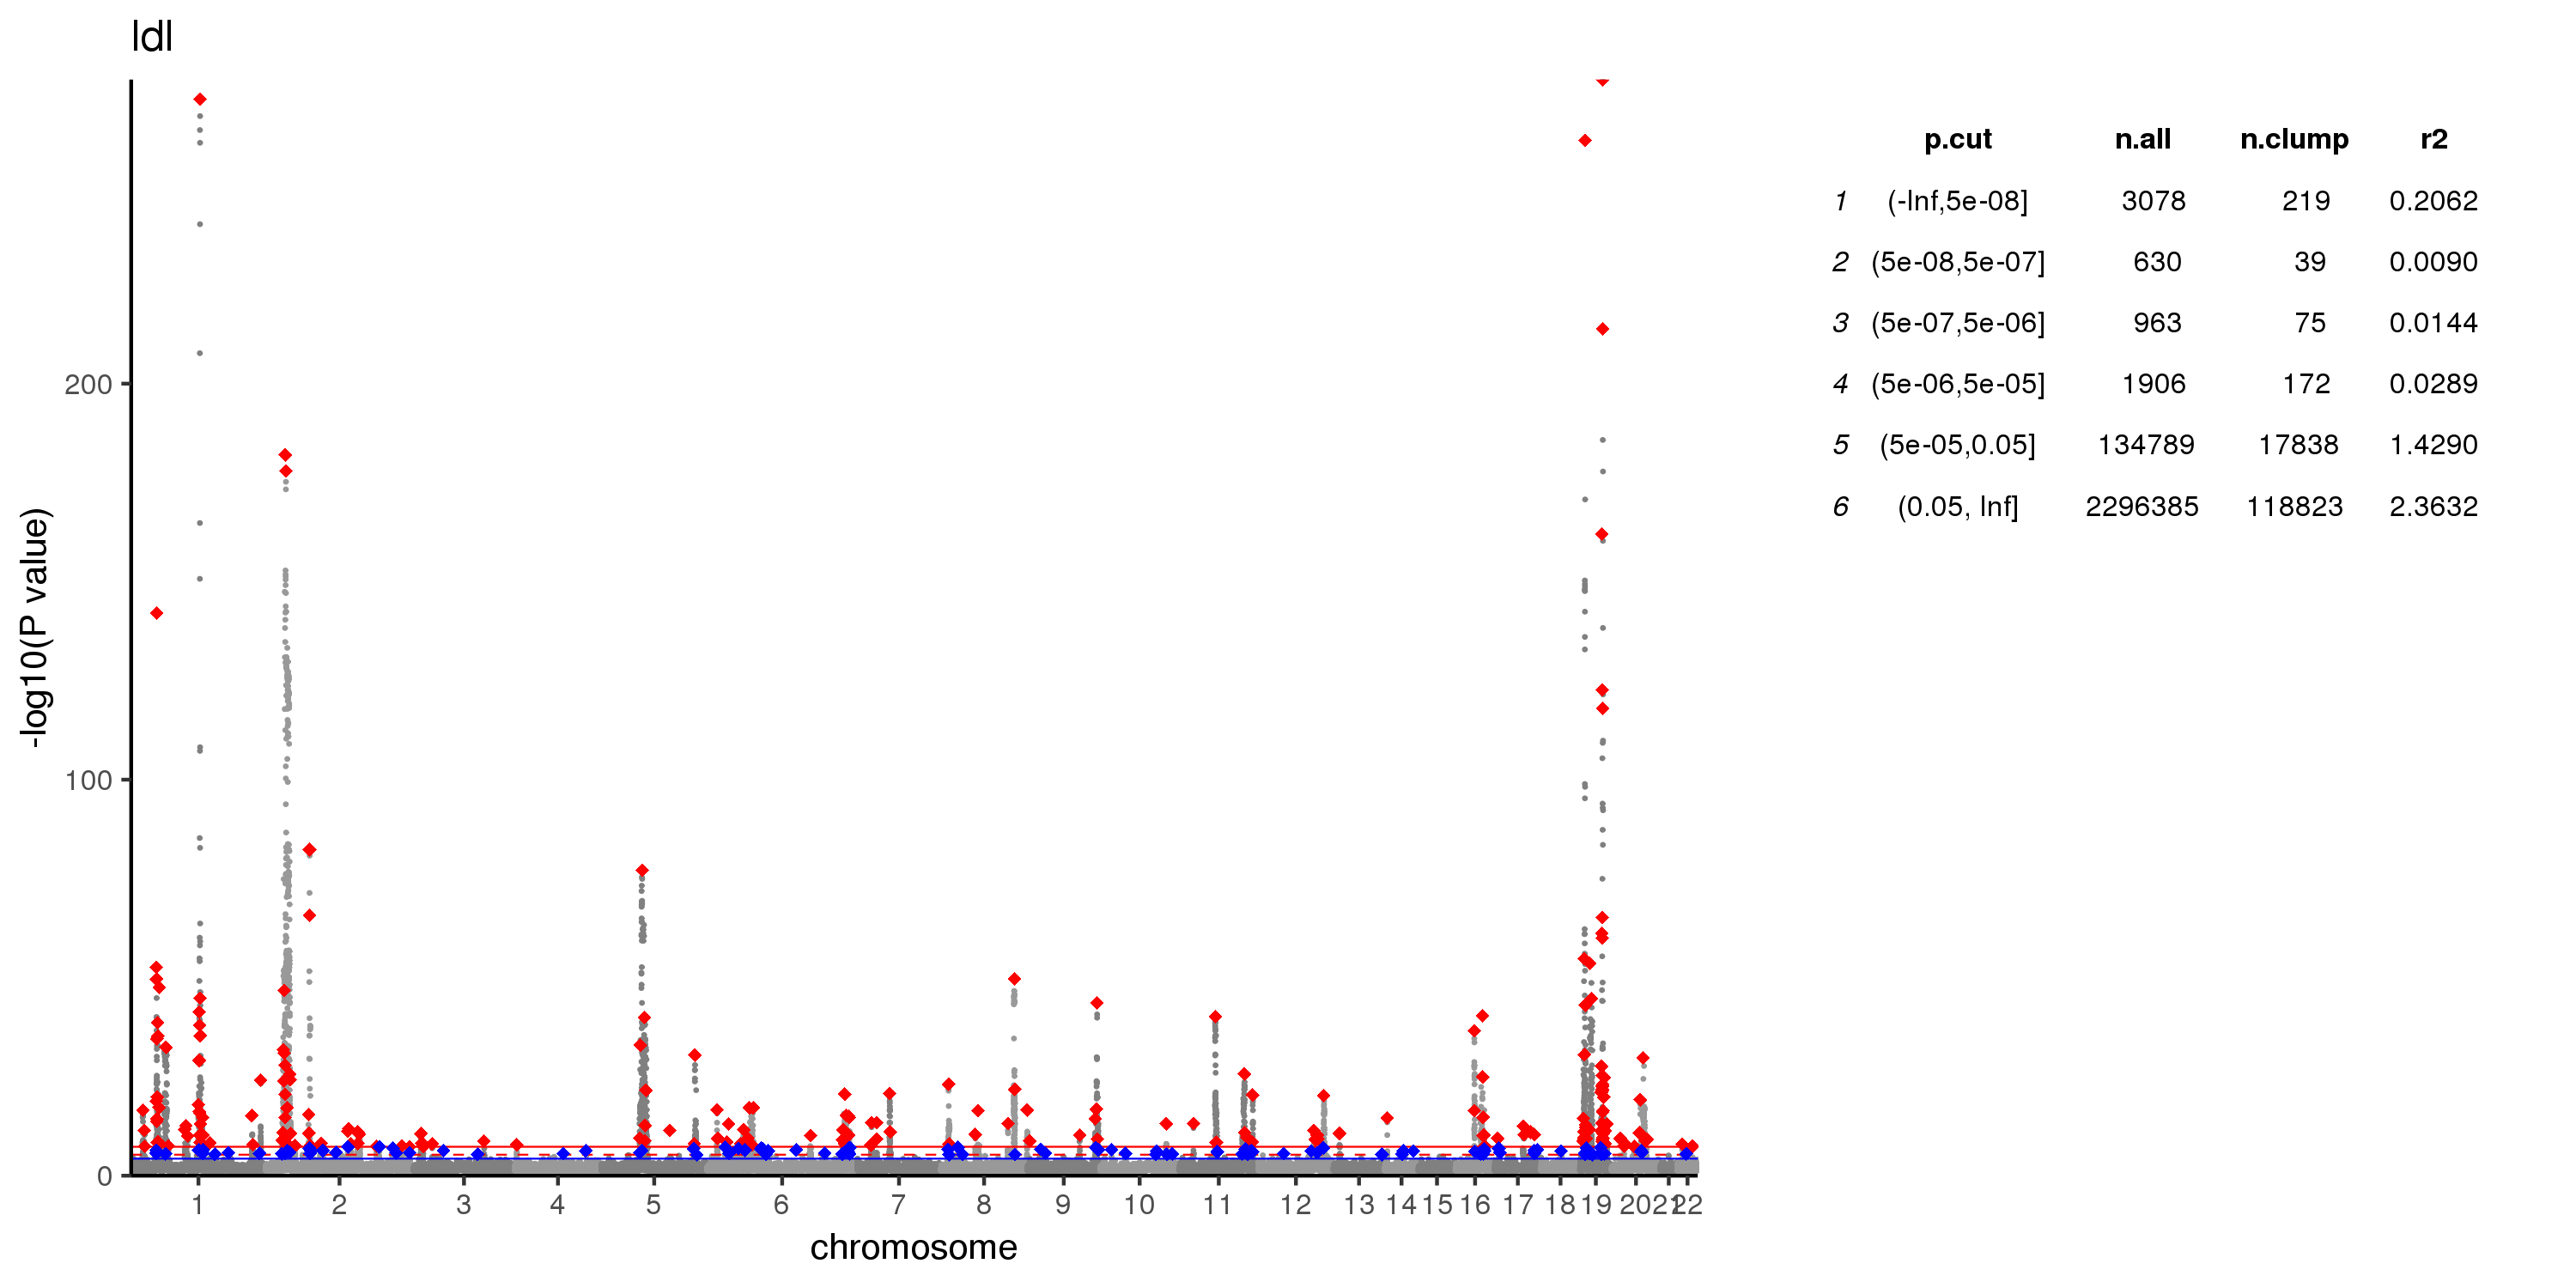 ldl
-log10(P value)
200
100
0
1 2 3 4 5 6 7 8 9 10 11 12 13 14 15 16 17 18 19 20 21 22
chromosome
p.cut n.all n.clump r2
1 (-Inf,5e-08] 3078 219 0.2062
2 (5e-08,5e-07] 630 39 0.0090
3 (5e-07,5e-06] 963 75 0.0144
4 (5e-06,5e-05] 1906 172 0.0289
5 (5e-05,0.05] 134789 17838 1.4290
6 (0.05, Inf] 2296385 118823 2.3632